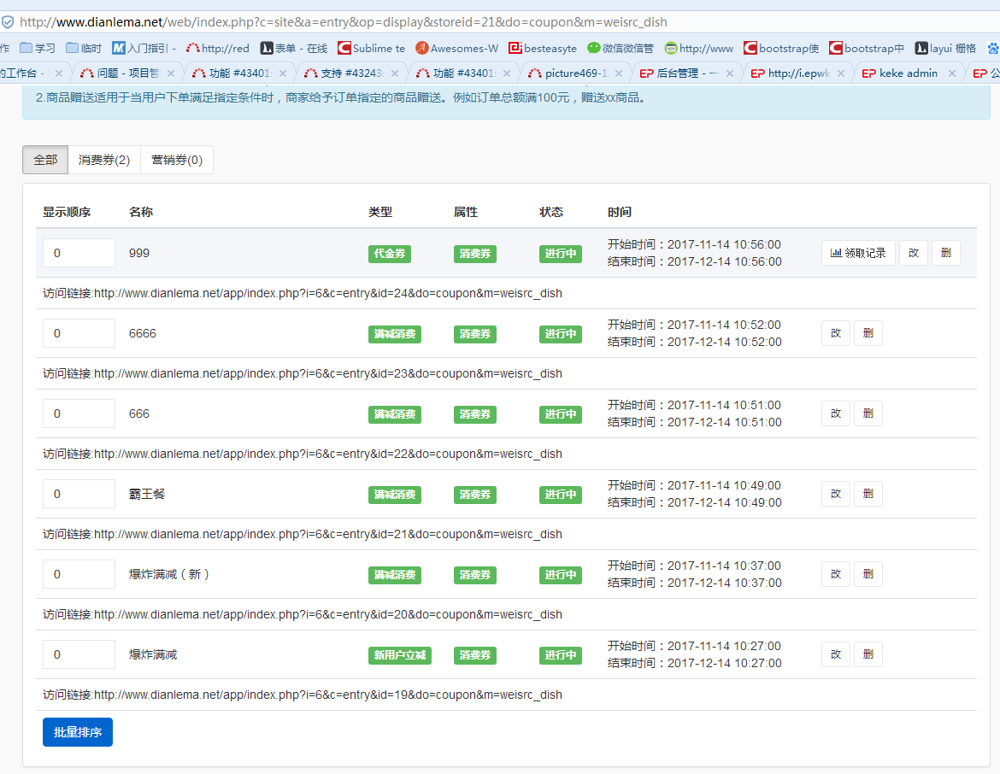 http://www.dianlema.net/web/index.php?c=site&a=entry&op=display&storeid=21&do=coupon&m=weisrc_dish
作 学习 临时 入门指引 - http://red 表单 - 在线 Sublime te Awesomes-W besteasyte 微信微信管 http://www bootstrap使 bootstrap中 layui 栅格
的工作台 - 问题 - 项目管 功能 #43401: 支持 #43243: 功能 #43401: picture469-1 后台管理 - 一 http://i.epwk keke admin 公
2.商品赠送适用于当用户下单满足指定条件时，商家给予订单指定的商品赠送。例如订单总额满100元，赠送xx商品。
全部 消费券(2) 营销券(0)
显示顺序 名称 类型 属性 状态 时间
0 999 代金券 消费券 进行中 开始时间：2017-11-14 10:56:00 领取记录 改 删
结束时间：2017-12-14 10:56:00
访问链接:http://www.dianlema.net/app/index.php?i=6&c=entry&id=24&do=coupon&m=weisrc_dish
0 6666 满减消费 消费券 进行中 开始时间：2017-11-14 10:52:00 改 删
结束时间：2017-12-14 10:52:00
访问链接:http://www.dianlema.net/app/index.php?i=6&c=entry&id=23&do=coupon&m=weisrc_dish
0 666 满减消费 消费券 进行中 开始时间：2017-11-14 10:51:00 改 删
结束时间：2017-12-14 10:51:00
访问链接:http://www.dianlema.net/app/index.php?i=6&c=entry&id=22&do=coupon&m=weisrc_dish
0 霸王餐 满减消费 消费券 进行中 开始时间：2017-11-14 10:49:00 改 删
结束时间：2017-12-14 10:49:00
访问链接:http://www.dianlema.net/app/index.php?i=6&c=entry&id=21&do=coupon&m=weisrc_dish
0 爆炸满减（新） 满减消费 消费券 进行中 开始时间：2017-11-14 10:37:00 改 删
结束时间：2017-12-14 10:37:00
访问链接:http://www.dianlema.net/app/index.php?i=6&c=entry&id=20&do=coupon&m=weisrc_dish
0 爆炸满减 新用户立减 消费券 进行中 开始时间：2017-11-14 10:27:00 改 删
结束时间：2017-12-14 10:27:00
访问链接:http://www.dianlema.net/app/index.php?i=6&c=entry&id=19&do=coupon&m=weisrc_dish
批量排序